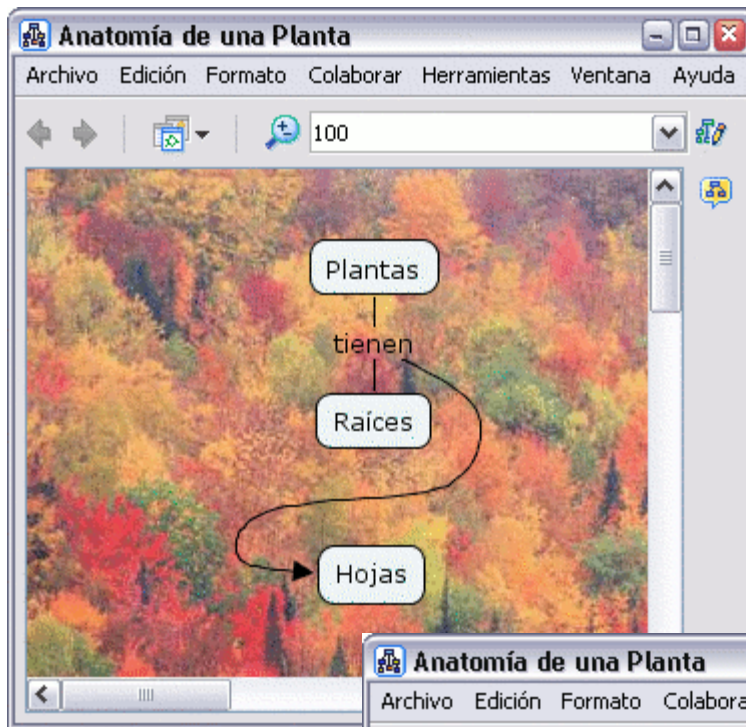 Anatomía de una Planta
Archivo Edición Formato Colaborar Herramientas Ventana Ayuda
100
Plantas
tienen
Raíces
Hojas
Anatomía de una Planta
Archivo Edición Formato Colabora